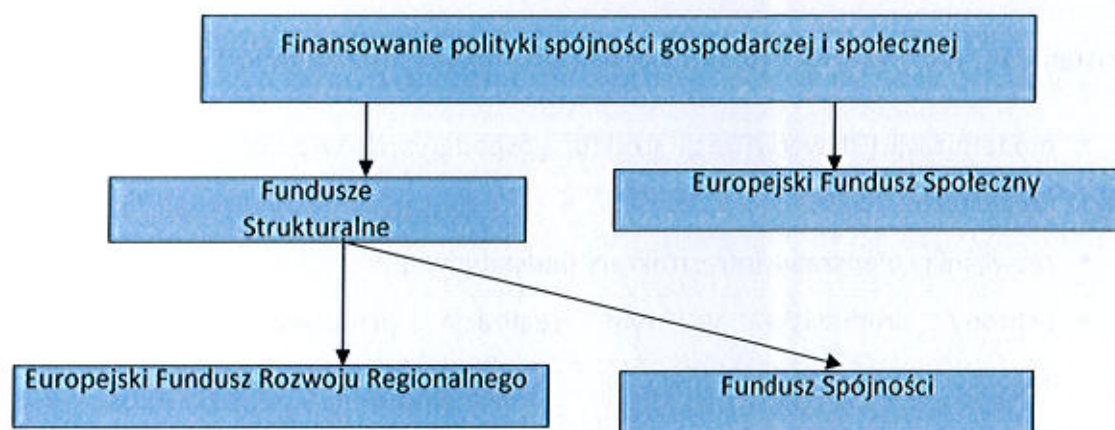 Finansowanie polityki spójności gospodarczej i społecznej
Fundusze
Strukturalne
Europejski Fundusz Społeczny
Europejski Fundusz Rozwoju Regionalnego
Fundusz Spójności